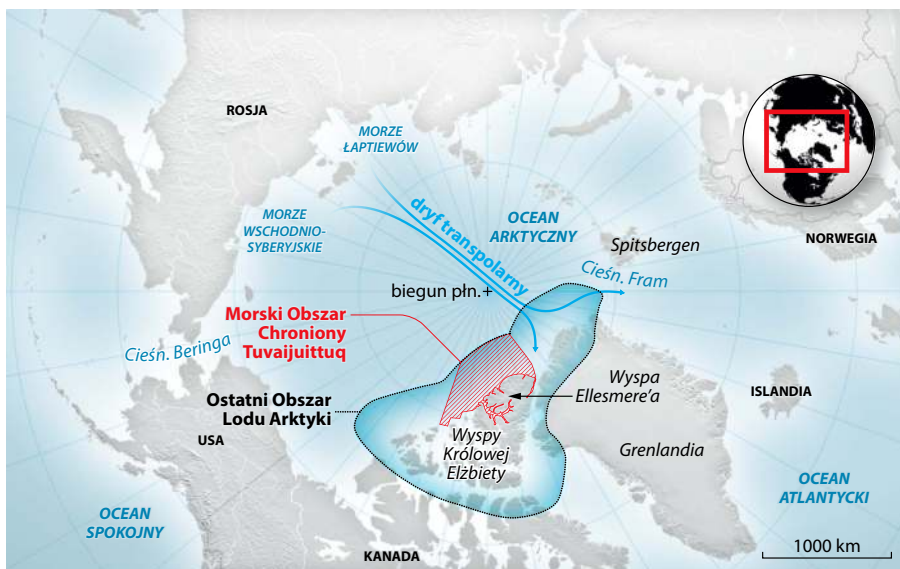 ROSJA
MORZE
ŁAPTIEWÓW
MORZE
WSCHODNIO-
SYBERYJSKIE
dryf transpolarny
OCEAN
ARKTYCZNY
Spitsbergen
NORWEGIA
Cieśn. Fram
biegun płn.+
Morski Obszar
Chroniony
Tuvaijuittuq
Cieśn. Beringa
Ostatni Obszar
Lodu Arktyki
USA
Wyspa
Ellesmere'a
ISLANDIA
Wyspy
Królowej
Elżbiety
Grenlandia
OCEAN
ATLANTYCKI
OCEAN
SPOKOJNY
KANADA
1000 km